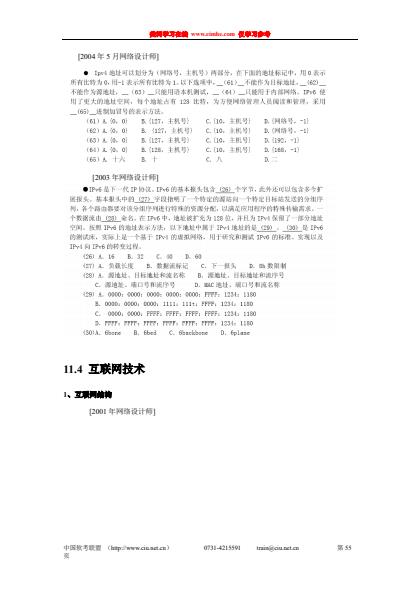 美河学习在线 www.eimhe.com 仅学习参考
[2004 年 5 月网络设计师]
● Ipv4 地址可以划分为 {网络号，主机号} 两部分。在下面的地址标记中，用 0 表示
所有比特为 0，用-1 表示所有比特为 1。以下选项中，__(61)__不能作为目标地址，__(62)__
不能作为源地址，__(63)__只能用语本机测试，__(64)__只能用于内部网络。IPv6 使
用了更大的地址空间，每个地址占有 128 比特，为方便网络管理人员阅读和管理，采用
__(65)__进制加冒号的表示方法。
(61) A.{0，0} B.{127，主机号} C.{10，主机号} D.{网络号，-1}
(62) A.{0，0} B. {127，主机号} C.{10，主机号} D.{网络号，-1}
(63) A.{0，0} B.{127，主机号} C.{10，主机号} D.{192，-1}
(64) A.{0，0} B.{128，主机号} C.{10，主机号} D.{168，-1}
(65) A. 十六 B. 十 C. 八 D.二
[2003 年网络设计师]
●IPv6 是下一代 IP 协议。IPv6 的基本报头包含 (26) 个字节，此外还可以包含多个扩
展报头。基本报头中的 (27) 字段指明了一个特定的源站向一个特定目标站发送的分组序
列，各个路由器要对该分组序列进行特殊的资源分配，以满足应用程序的特殊传输需求。一
个数据流由 (28) 命名。在 IPv6 中，地址被扩充为 128 位，并且为 IPv4 保留了一部分地址
空间。按照 IPv6 的地址表示方法，以下地址中属于 IPv4 地址的是 (29) 。 (30) 是 IPv6
的测试床，实际上是一个基于 IPv4 的虚拟网络，用于研究和测试 IPv6 的标准、实现以及
IPv4 向 IPv6 的转变过程。
(26) A．16 B．32 C．40 D．60
(27) A．负载长度 B．数据流标记 C．下一报头 D．8h 数限制
(28) A．源地址、目标地址和流名称 B．源地址、目标地址和流序号
C．源地址、端口号和流序号 D．MAC 地址、端口号和流名称
(29) A．0000：0000：0000：0000：0000：FFFF：1234：1180
B．0000：0000：0000：1111：111t：FFFF：1234：1180
C． 0000：0000：FFFF：FFFF：FFFF：FFFF：1234：1180
D．FFFF：FFFF：FFFF：FFFF：FFFF：FFFF：1234：1180
(30)A．6bone B．6bed C．6backbone D．6plane
11.4 互联网技术
1、互联网结构
[2001 年网络设计师]
中国软考联盟 （http://www.ciu.net.cn） 0731-4215591 train@ciu.net.cn 第 55
页